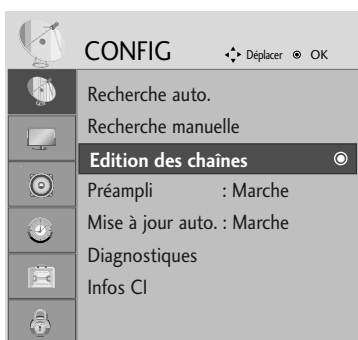 CONFIG Déplacer OK
Recherche auto.
Recherche manuelle
Edition des chaînes
Préampli : Marche
Mise à jour auto. : Marche
Diagnostiques
Infos CI